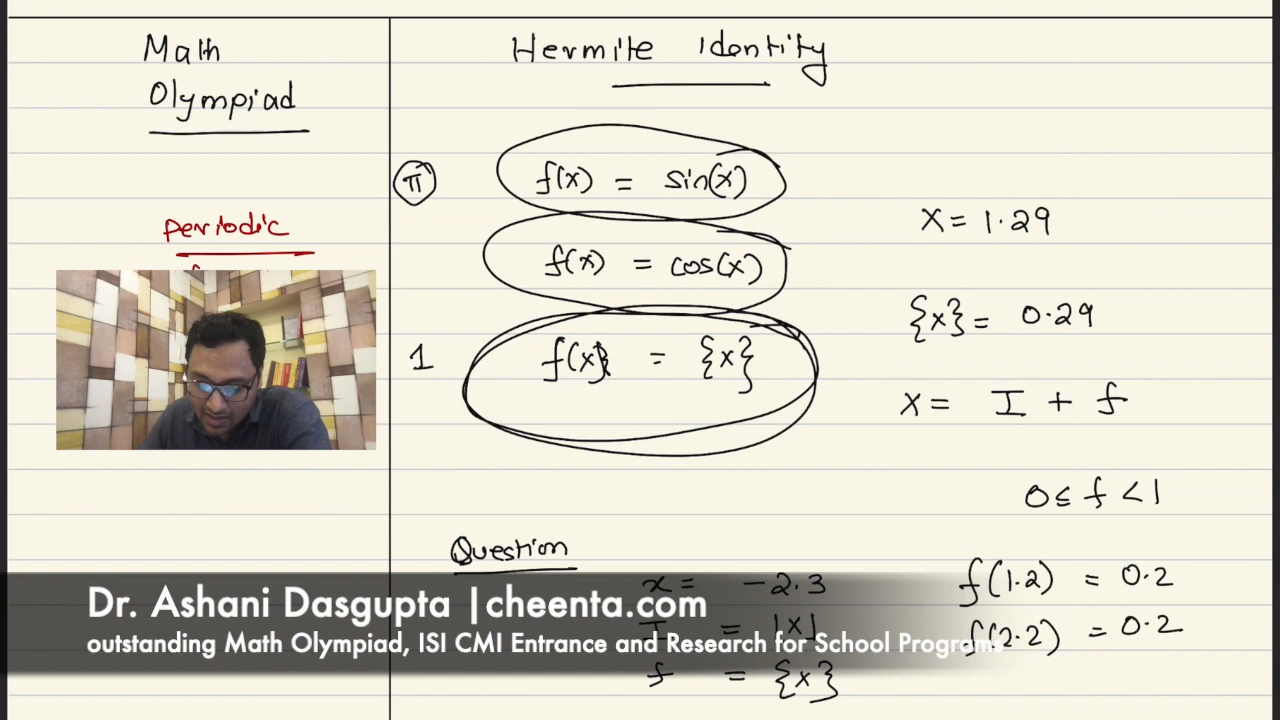 Math
Olympiad
periodic
Hermite Identity
π f(x) = sin(x)
f(x) = cos(x)
1 f(x) = {x}
x = 1.29
{x} = 0.29
x = I + f
0 ≤ f < 1
Question
x = -2.3
I = [x]
f = {x}
f(1.2) = 0.2
f(2.2) = 0.2
Dr. Ashani Dasgupta |cheenta.com
outstanding Math Olympiad, ISI CMI Entrance and Research for School Programs